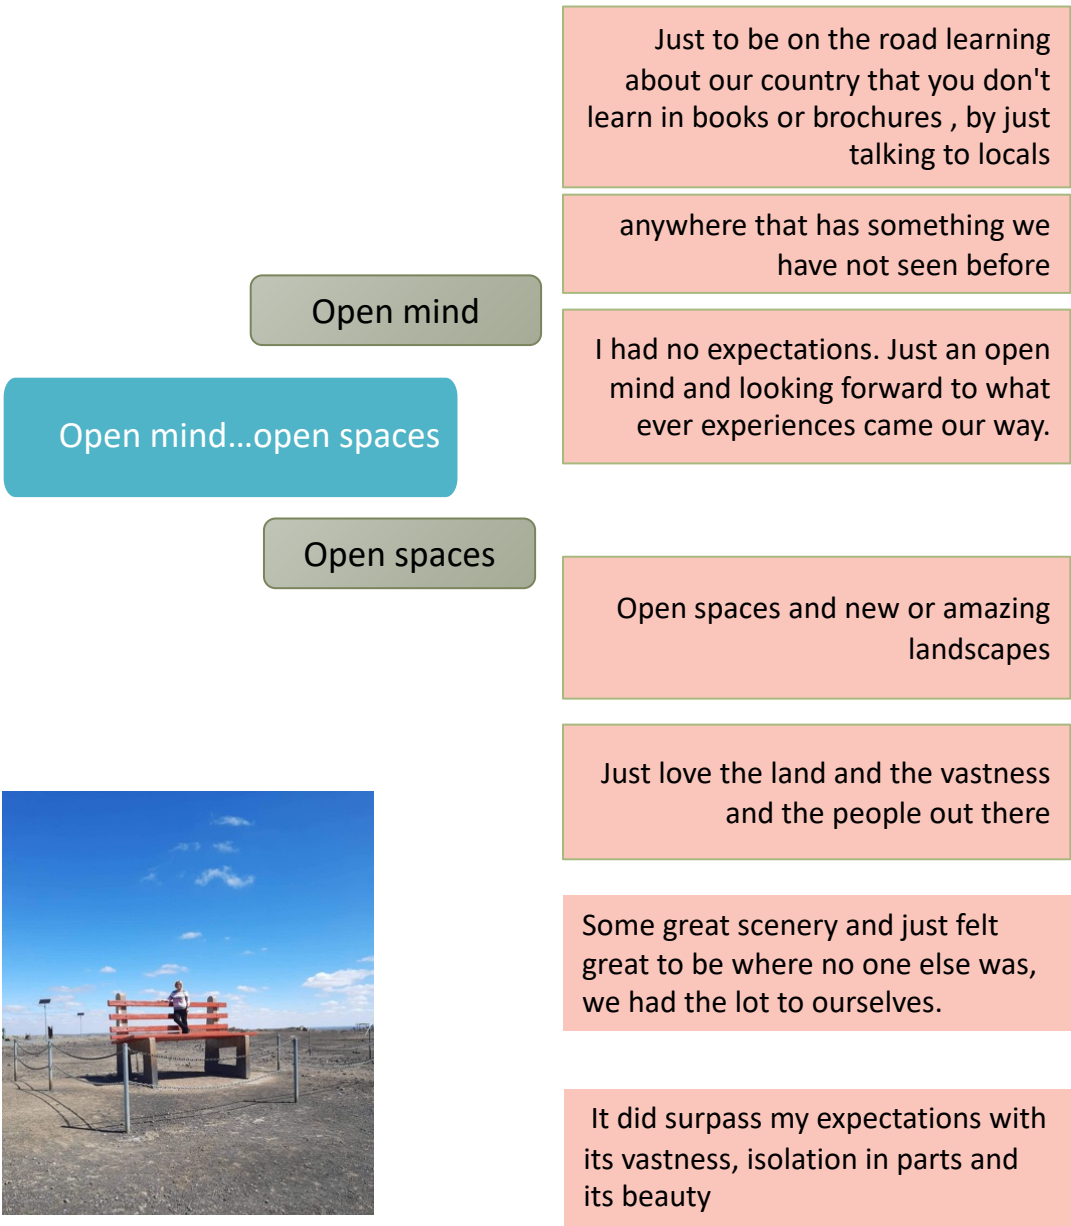 Just to be on the road learning
about our country that you don't
learn in books or brochures , by just
talking to locals
anywhere that has something we
have not seen before
Open mind
I had no expectations. Just an open
mind and looking forward to what
ever experiences came our way.
Open mind...open spaces
Open spaces
Open spaces and new or amazing
landscapes
Just love the land and the vastness
and the people out there
Some great scenery and just felt
great to be where no one else was,
we had the lot to ourselves.
It did surpass my expectations with
its vastness, isolation in parts and
its beauty